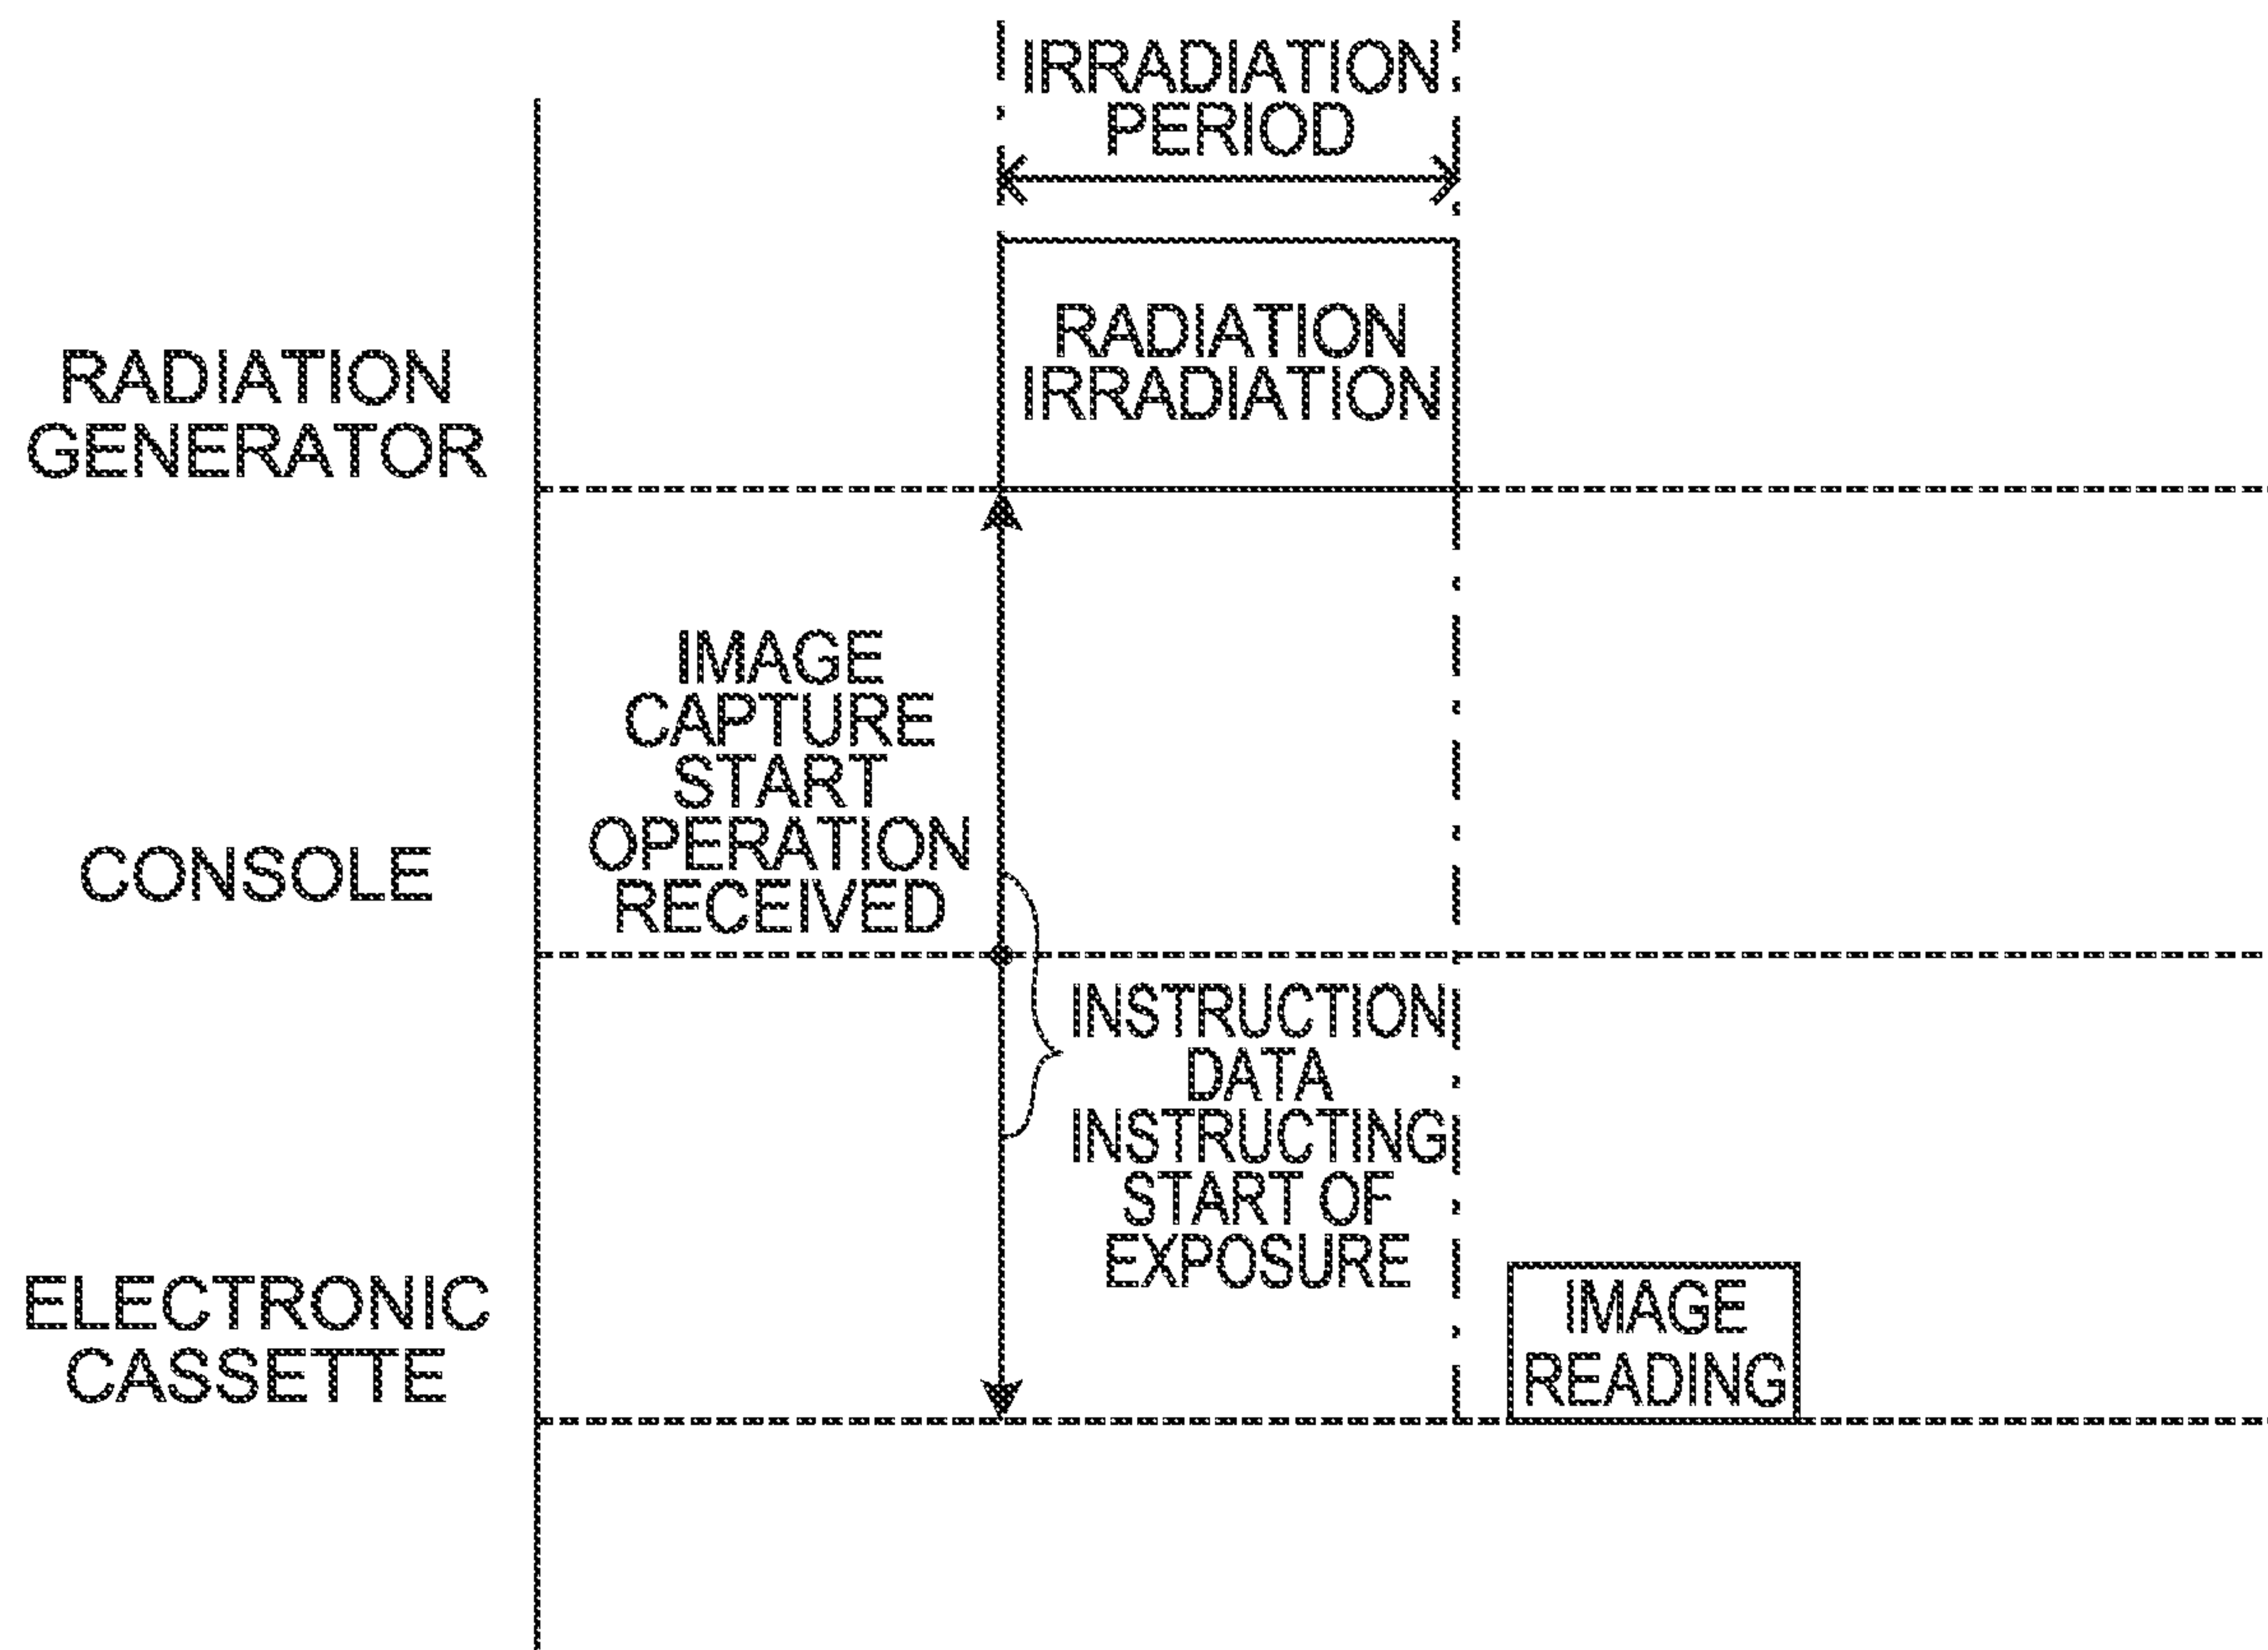 IRRADIATION
PERIOD
RADIATION
IRRADIATION
RADIATION
GENERATOR
IMAGE
CAPTURE
START
OPERATION
RECEIVED
CONSOLE
INSTRUCTION
DATA
INSTRUCTING
START OF
EXPOSURE
ELECTRONIC
CASSETTE
IMAGE
READING